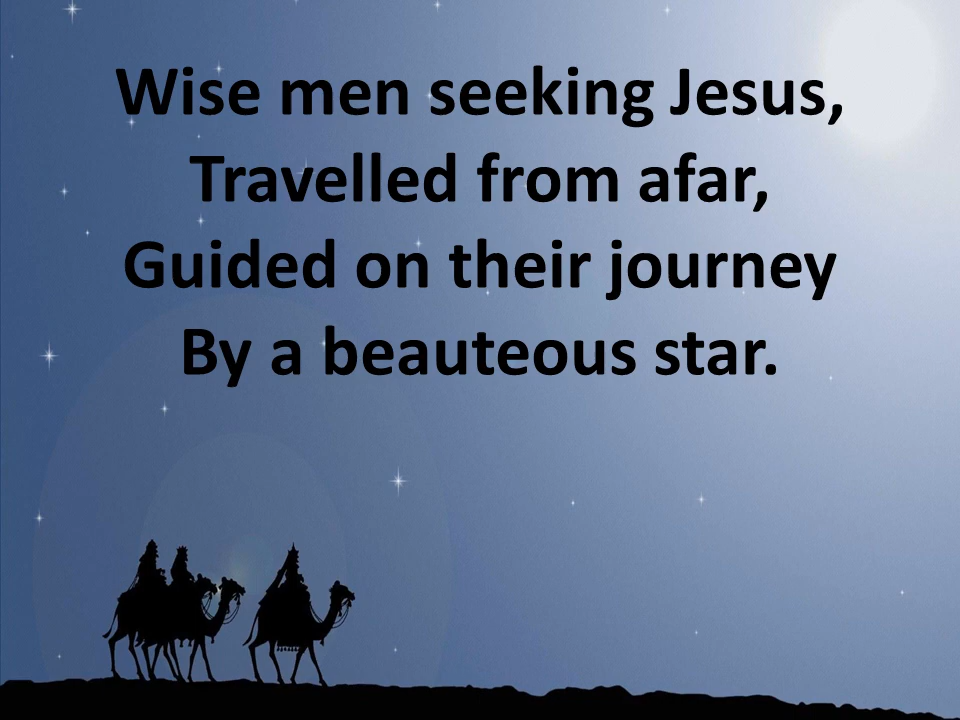 Wise men seeking Jesus,
Travelled from afar,
Guided on their journey
By a beauteous star.